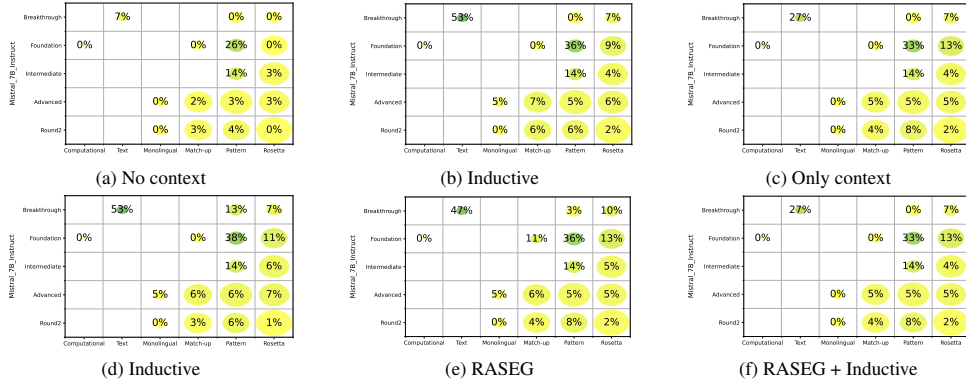 Mistral_7B_Instruct
Breakthrough 7% 0% 0%
Foundation 0% 0% 26% 0%
Intermediate 14% 3%
Advanced 0% 2% 3% 3%
Round2 0% 3% 4% 0%
Computational Text Monolingual Match-up Pattern Rosetta
(a) No context
Mistral_7B_Instruct
Breakthrough 53% 0% 7%
Foundation 0% 0% 36% 9%
Intermediate 14% 4%
Advanced 5% 7% 5% 6%
Round2 0% 6% 6% 2%
Computational Text Monolingual Match-up Pattern Rosetta
(b) Inductive
Mistral_7B_Instruct
Breakthrough 27% 0% 7%
Foundation 0% 0% 33% 13%
Intermediate 14% 4%
Advanced 0% 5% 5% 5%
Round2 0% 4% 8% 2%
Computational Text Monolingual Match-up Pattern Rosetta
(c) Only context
Mistral_7B_Instruct
Breakthrough 53% 13% 7%
Foundation 0% 0% 38% 11%
Intermediate 14% 6%
Advanced 5% 6% 6% 7%
Round2 0% 3% 6% 1%
Computational Text Monolingual Match-up Pattern Rosetta
(d) Inductive
Mistral_7B_Instruct
Breakthrough 47% 3% 10%
Foundation 0% 11% 36% 13%
Intermediate 14% 5%
Advanced 5% 6% 5% 5%
Round2 0% 4% 8% 2%
Computational Text Monolingual Match-up Pattern Rosetta
(e) RASEG
Mistral_7B_Instruct
Breakthrough 27% 0% 7%
Foundation 0% 0% 33% 13%
Intermediate 14% 4%
Advanced 0% 5% 5% 5%
Round2 0% 4% 8% 2%
Computational Text Monolingual Match-up Pattern Rosetta
(f) RASEG + Inductive